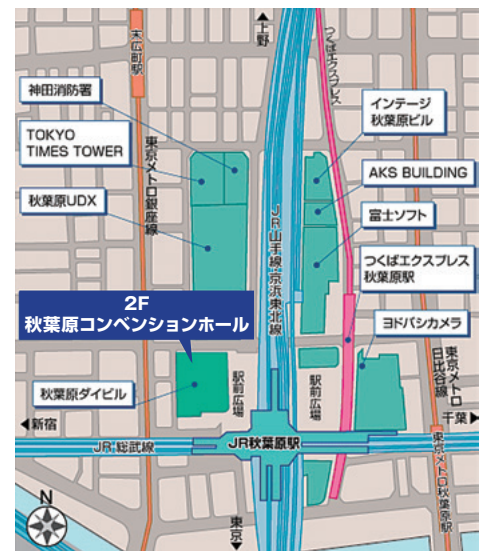 ▲
上野
末広町駅
つくばエクスプレス
神田消防署
インテージ
秋葉原ビル
TOKYO
TIMES TOWER
AKS BUILDING
東京メトロ銀座線
秋葉原UDX
富士ソフト
JR山手線・京浜東北線
つくばエクスプレス
秋葉原駅
2F
秋葉原コンベンションホール
ヨドバシカメラ
秋葉原ダイビル
駅前広場
駅前広場
東京メトロ
日比谷線
◀新宿
千葉▶
JR 総武線
JR秋葉原駅
東京メトロ秋葉原駅
N
東京
▼